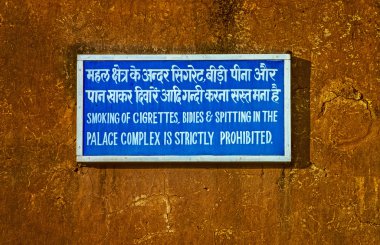 महल क्षेत्र के अन्दर सिगरेट, बीड़ी पीना और
पान खाकर दिवारें आदि गन्दी करना सख्त मना है
SMOKING OF CIGRETTES, BIDIES & SPITTING IN THE
PALACE COMPLEX IS STRICTLY PROHIBITED.